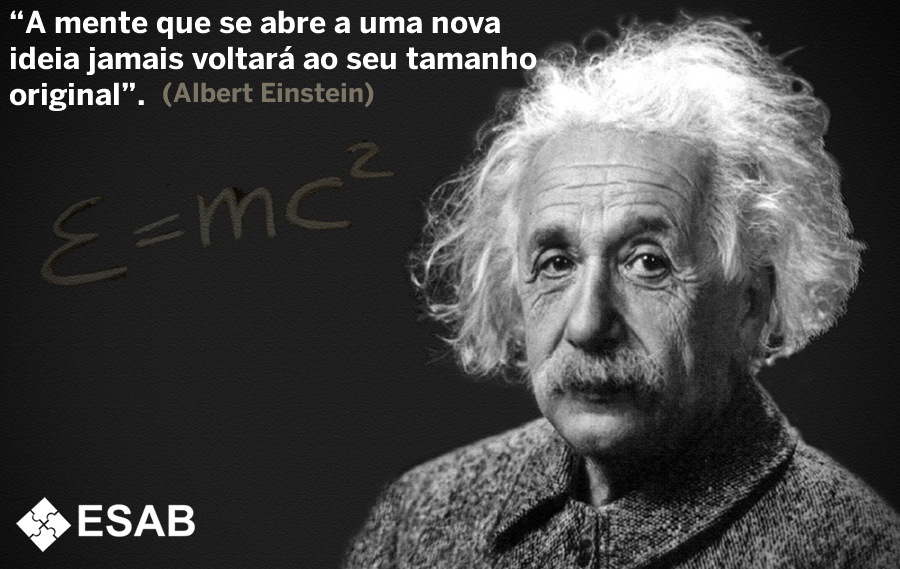 “A mente que se abre a uma nova
ideia jamais voltará ao seu tamanho
original”. (Albert Einstein)
E=mc²
ESAB